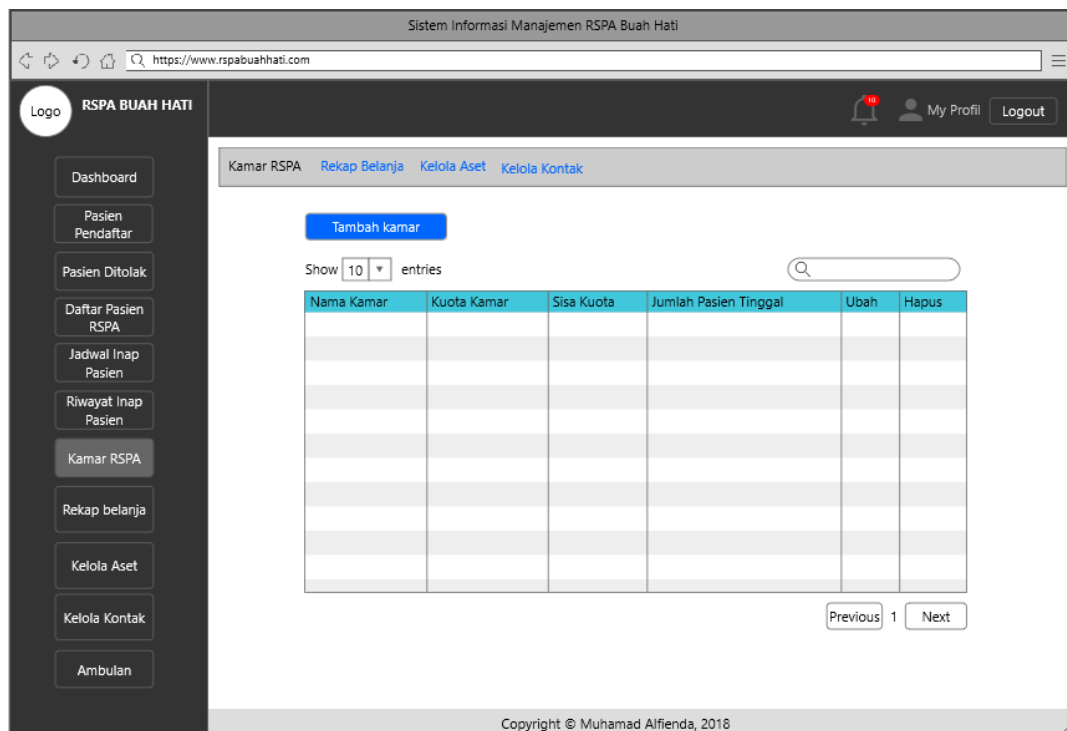 Sistem Informasi Manajemen RSPA Buah Hati
https://www.rspabuahhati.com
Logo
RSPA BUAH HATI
10
My Profil
Logout
Dashboard
Pasien
Pendaftar
Pasien Ditolak
Daftar Pasien
RSPA
Jadwal Inap
Pasien
Riwayat Inap
Pasien
Kamar RSPA
Rekap belanja
Kelola Aset
Kelola Kontak
Ambulan
Kamar RSPA Rekap Belanja Kelola Aset Kelola Kontak
Tambah kamar
Show 10 entries
Nama Kamar Kuota Kamar Sisa Kuota Jumlah Pasien Tinggal Ubah Hapus
Previous 1 Next
Copyright © Muhamad Alfienda, 2018